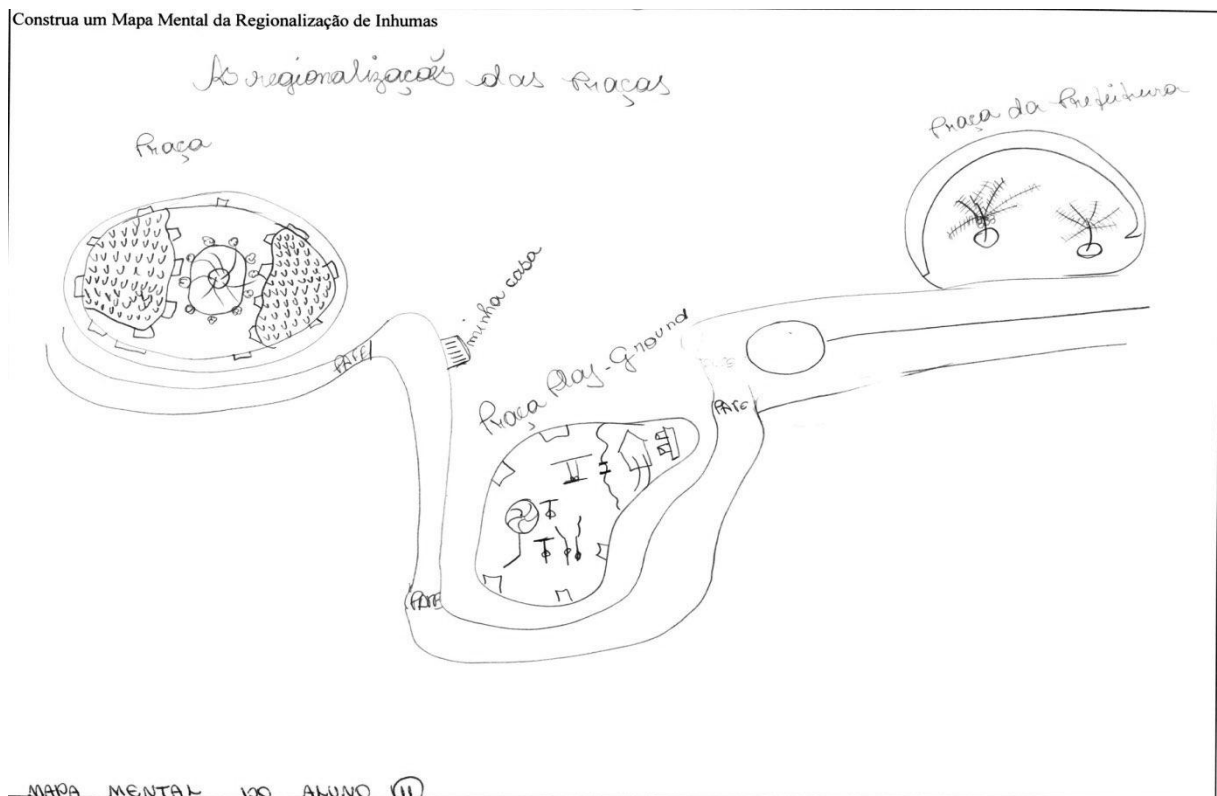 Construa um Mapa Mental da Regionalização de Inhumas
As regionalizações das Praças
Praça
Praça da Prefeitura
minha casa
Praça Play-Ground
PARE
PARE
PARE
MAPA MENTAL DO ALUNO 11